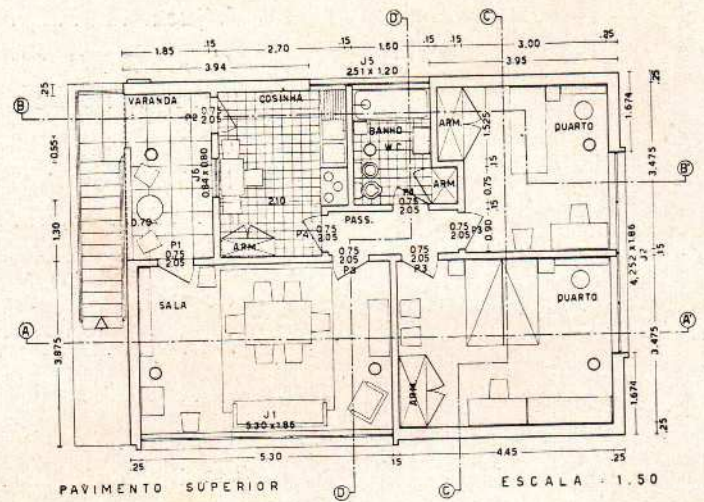 D' C'
1.85 .15 2.70 .15 1.60 .15 .15 3.00 .25
3.94 J5 3.95
2.51 x 1.20
.25 .25
B VARANDA COSINHA 1.674
P2 0.75 2.05 BANHO ARM. 1.525 QUARTO
W.C.
0.55 J6 0.84 x 0.80 3.475
.15 B'
ARM. 0.75
2.10 P4 0.75 2.05 .15
0.79 PASS.
1.30 P1 0.75 2.05 ARM. P4 0.75 2.05 0.75 2.05 P3 0.90 4.252 x 1.86 J2 .15
0.75 2.05 P3 0.75 2.05 P3
SALA QUARTO
A A'
3.875 3.475
ARM. 1.674
J1
5.30 x 1.86
.25 5.30 .15 4.45 .25 .25
PAVIMENTO SUPERIOR ESCALA - 1.50
D C